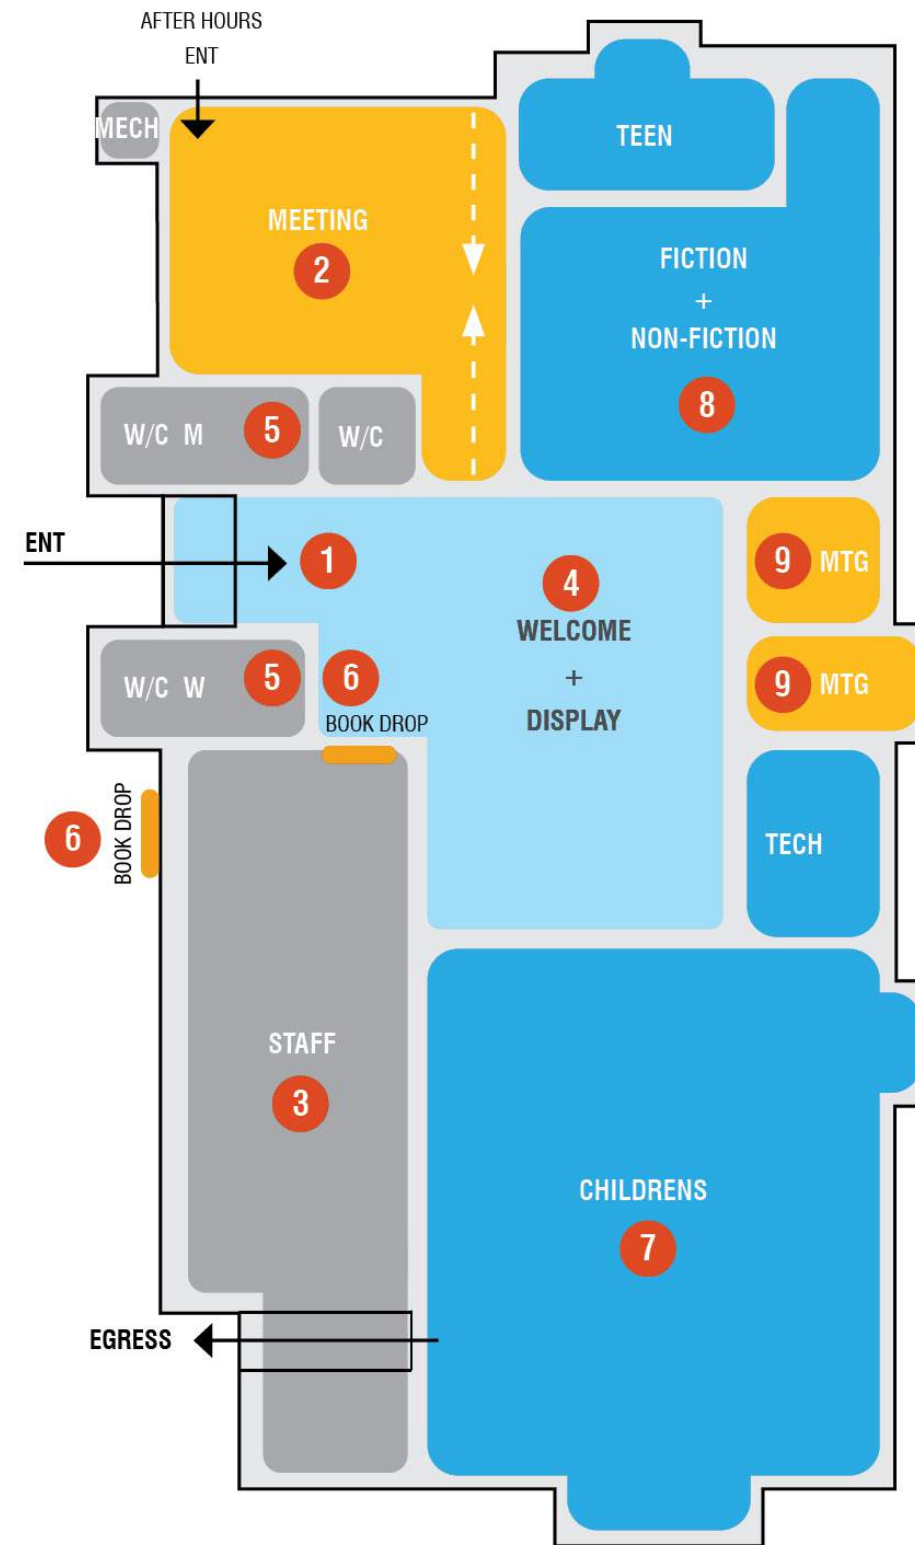 AFTER HOURS
ENT
MECH
TEEN
MEETING
2
FICTION
+
NON-FICTION
8
W/C M
5
W/C
ENT
1
4
WELCOME
+
DISPLAY
9 MTG
9 MTG
W/C W
5
6
BOOK DROP
6
BOOK DROP
TECH
STAFF
3
CHILDRENS
7
EGRESS